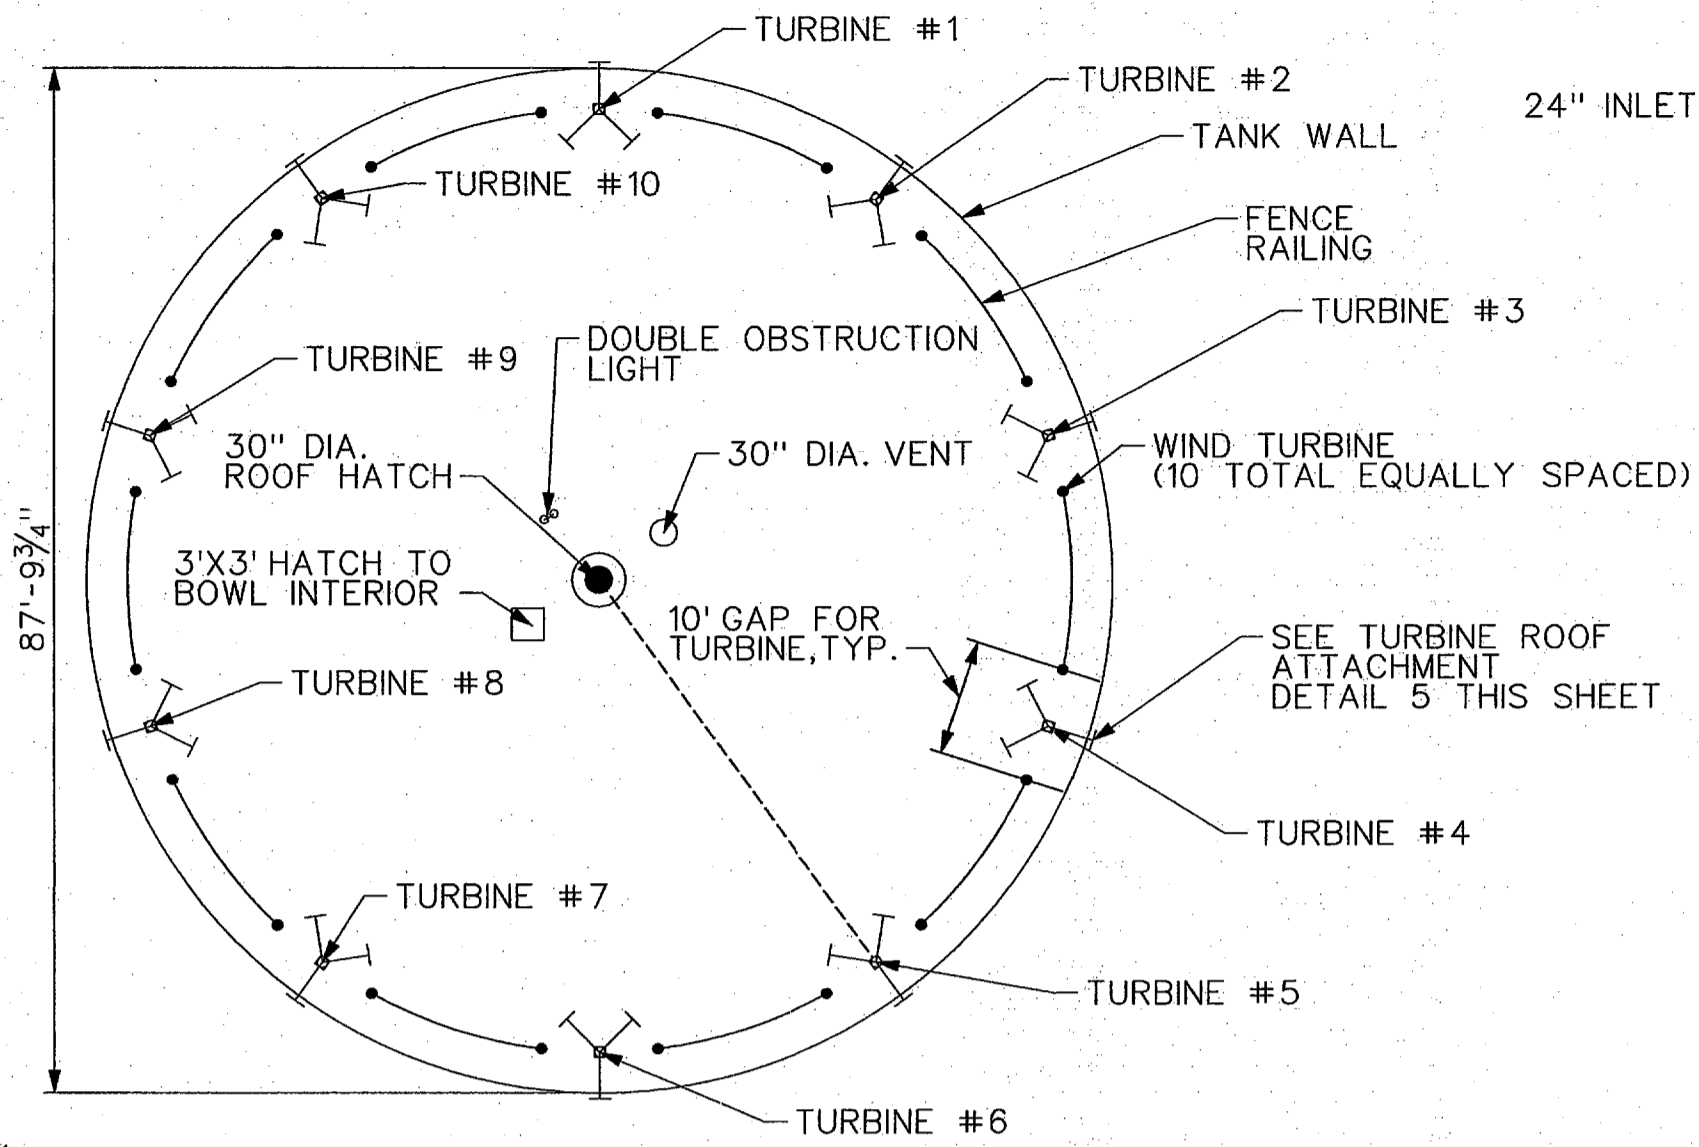 TURBINE #1
TURBINE #2
24" INLET
TANK WALL
TURBINE #10
FENCE
RAILING
TURBINE #3
DOUBLE OBSTRUCTION
LIGHT
TURBINE #9
30" DIA.
ROOF HATCH
30" DIA. VENT
WIND TURBINE
(10 TOTAL EQUALLY SPACED)
87'-9¾"
3'X3' HATCH TO
BOWL INTERIOR
10' GAP FOR
TURBINE, TYP.
SEE TURBINE ROOF
ATTACHMENT
DETAIL 5 THIS SHEET
TURBINE #8
TURBINE #4
TURBINE #7
TURBINE #5
TURBINE #6